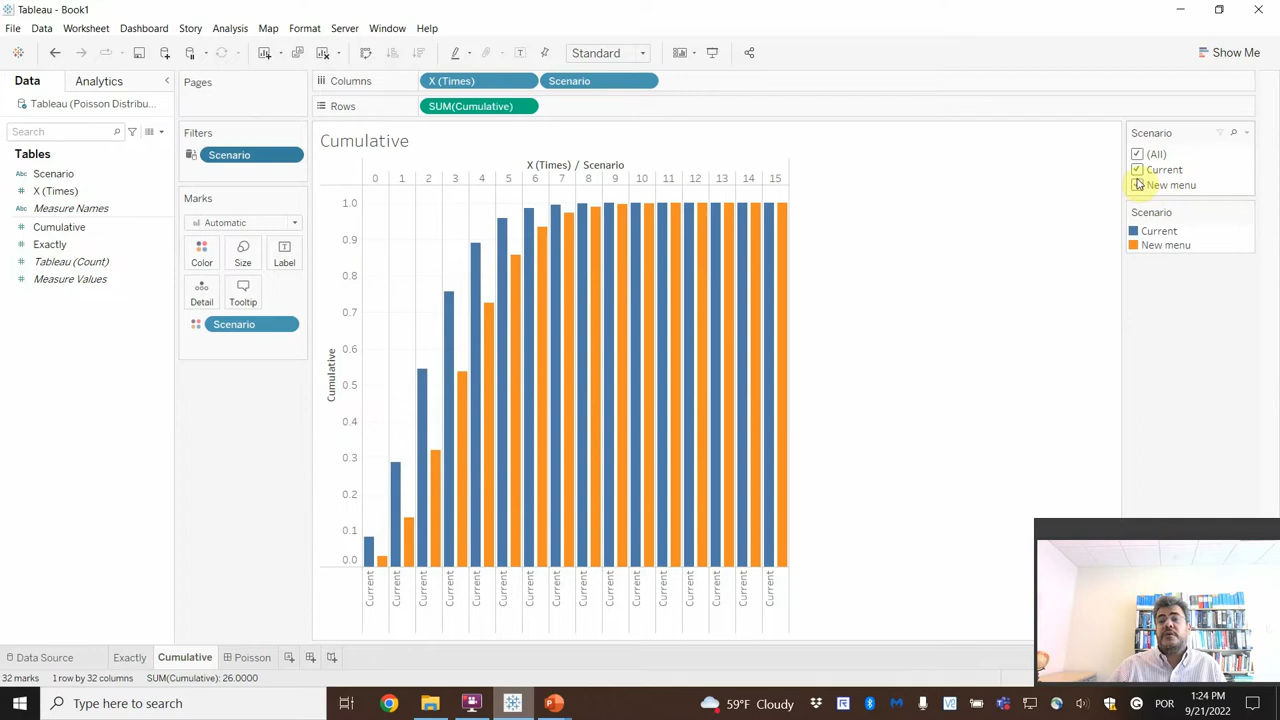 Tableau - Book1
File Data Worksheet Dashboard Story Analysis Map Format Server Window Help
Standard
Show Me
Data Analytics
Tableau (Poisson Distribu...
Search
Tables
Abc Scenario
# X (Times)
Abc Measure Names
# Cumulative
# Exactly
# Tableau (Count)
# Measure Values
Pages
Filters
Scenario
Marks
Automatic
Color Size Label
Detail Tooltip
Scenario
Columns X (Times) Scenario
Rows SUM(Cumulative)
Cumulative
X (Times) / Scenario
0 1 2 3 4 5 6 7 8 9 10 11 12 13 14 15
1.0
0.9
0.8
0.7
0.6
0.5
0.4
0.3
0.2
0.1
0.0
Cumulative
Current Current Current Current Current Current Current Current Current Current Current Current Current Current Current Current
Scenario
(All)
Current
New menu
Scenario
Current
New menu
Data Source Exactly Cumulative Poisson
32 marks 1 row by 32 columns SUM(Cumulative): 26.0000
Type here to search
59°F Cloudy
POR
1:24 PM
9/21/2022